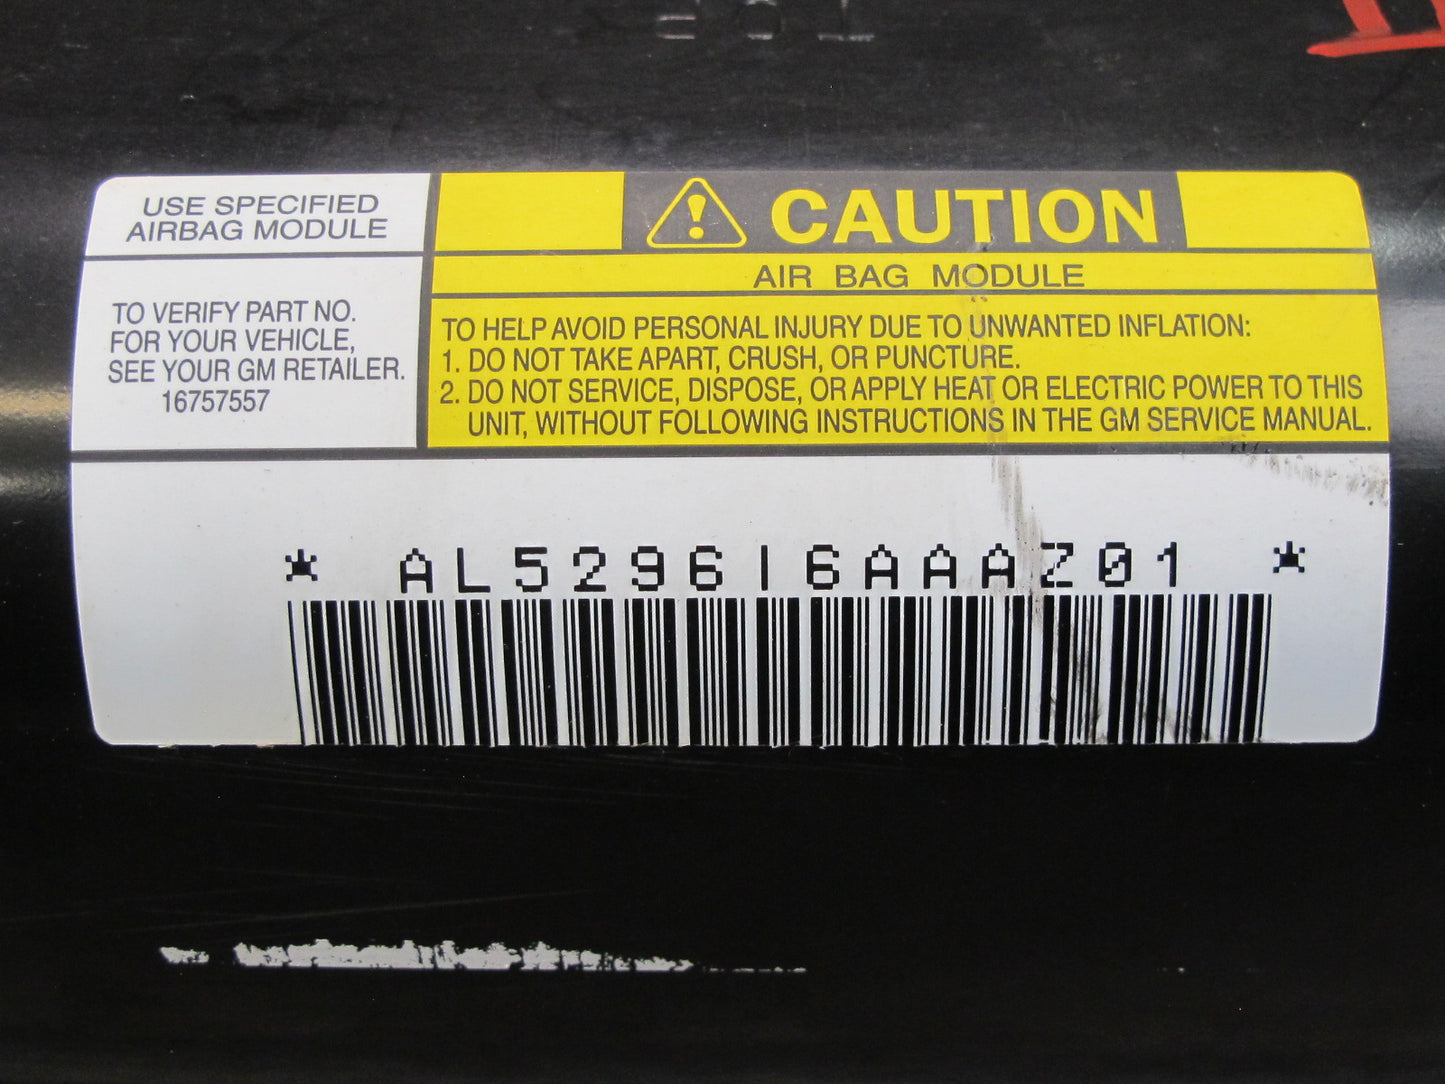 USE SPECIFIED
AIRBAG MODULE
TO VERIFY PART NO.
FOR YOUR VEHICLE,
SEE YOUR GM RETAILER.
16757557
CAUTION
AIR BAG MODULE
TO HELP AVOID PERSONAL INJURY DUE TO UNWANTED INFLATION:
1. DO NOT TAKE APART, CRUSH, OR PUNCTURE.
2. DO NOT SERVICE, DISPOSE, OR APPLY HEAT OR ELECTRIC POWER TO THIS
UNIT, WITHOUT FOLLOWING INSTRUCTIONS IN THE GM SERVICE MANUAL.
* AL5296I6AAAZ01 *